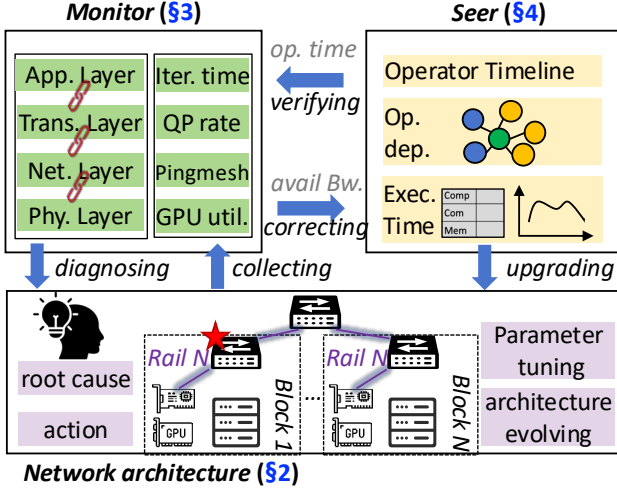 Monitor (§3)
Seer (§4)
App. Layer
Trans. Layer
Net. Layer
Phy. Layer
Iter. time
QP rate
Pingmesh
GPU util.
op. time
verifying
avail Bw.
correcting
Operator Timeline
Op.
dep.
Exec.
Time
Comp
Com
Mem
diagnosing
collecting
upgrading
root cause
action
Rail N
GPU
Block 1
...
Rail N
GPU
Block N
Parameter
tuning
architecture
evolving
Network architecture (§2)